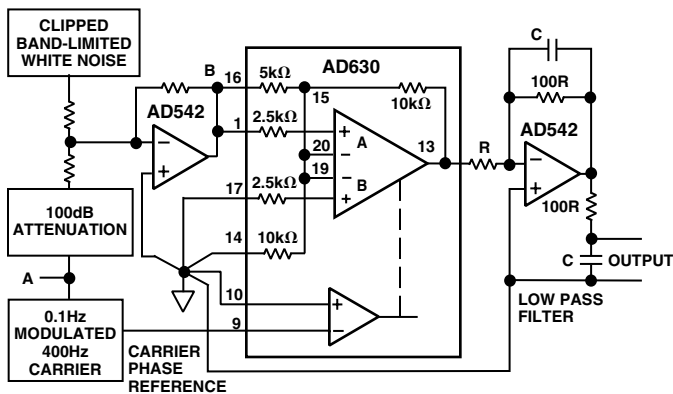 CLIPPED
BAND-LIMITED
WHITE NOISE
B
16
5kΩ
AD630
15
10kΩ
C
100R
AD542
AD542
1
2.5kΩ
A
13
R
20
19
B
17
2.5kΩ
100dB
ATTENUATION
14
10kΩ
100R
A
C
OUTPUT
10
LOW PASS
FILTER
0.1Hz
MODULATED
400Hz
CARRIER
9
CARRIER
PHASE
REFERENCE